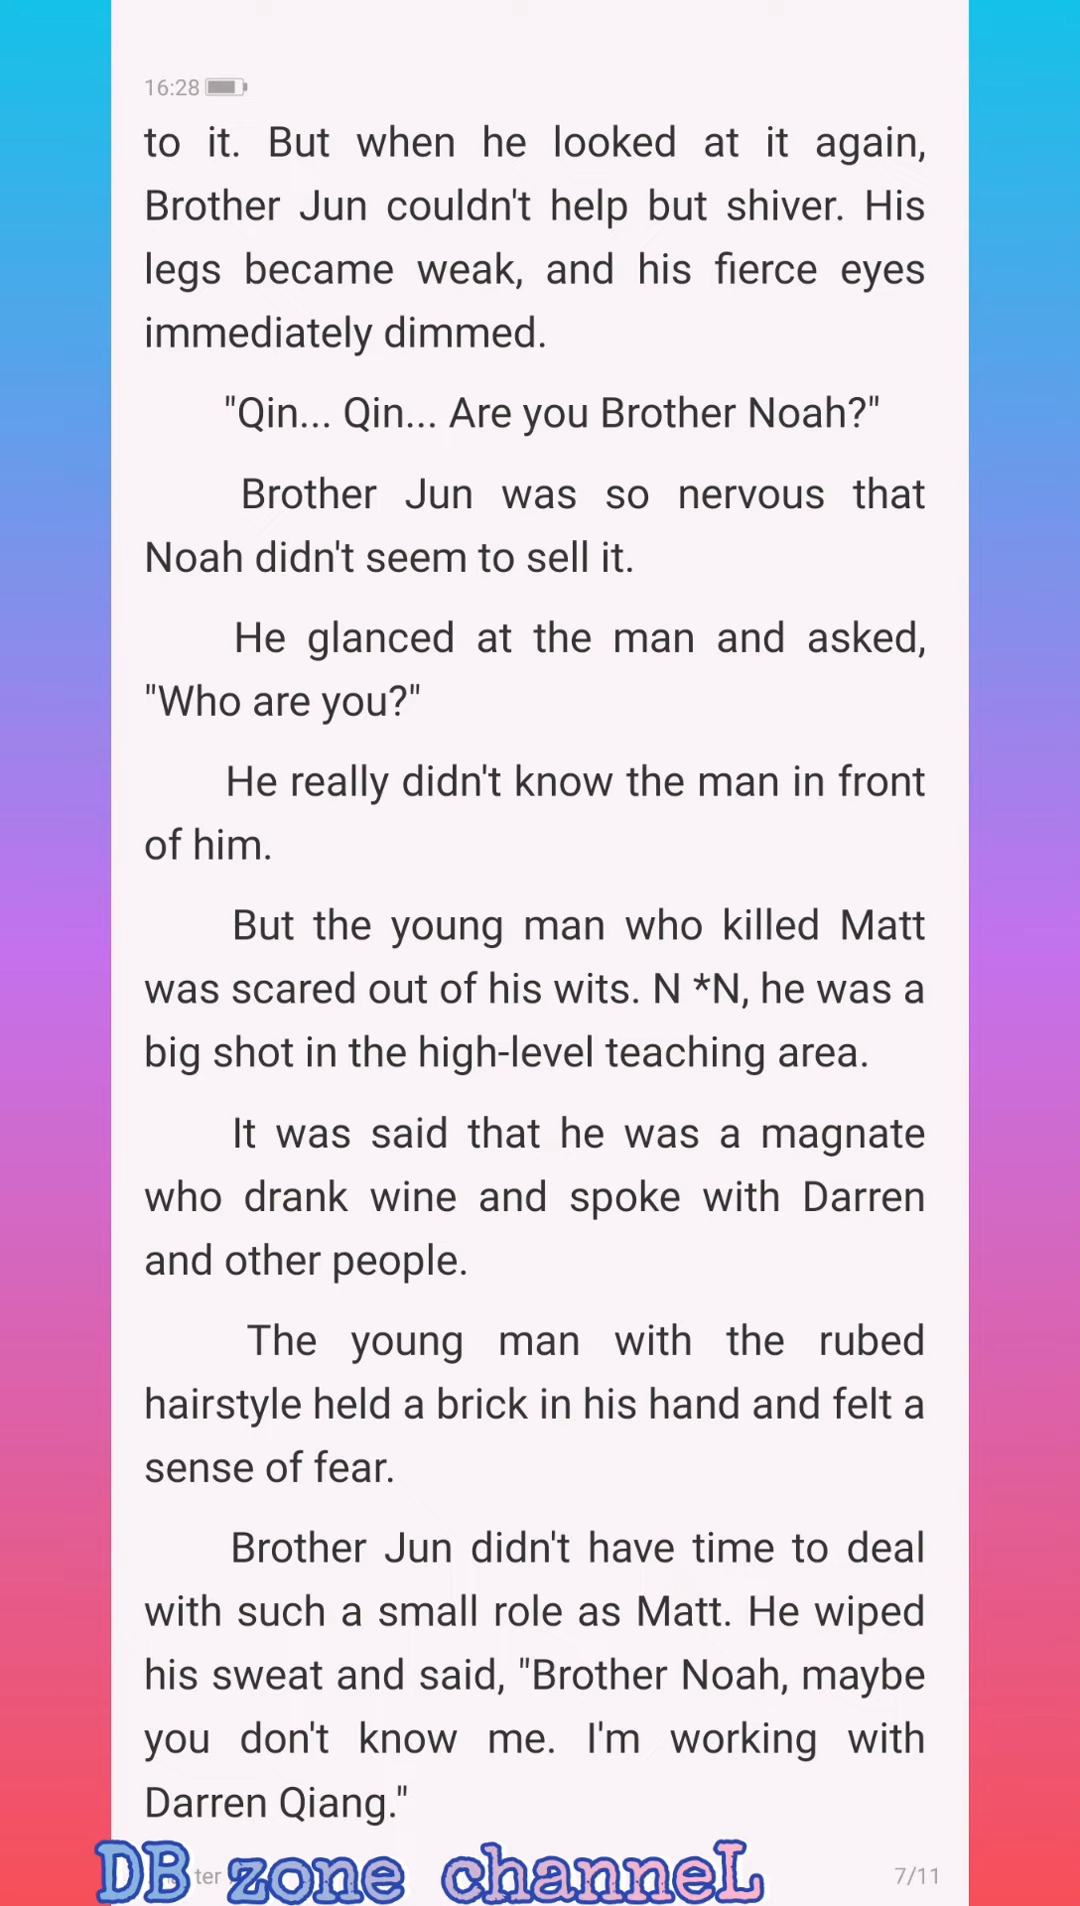 16:28
to it. But when he looked at it again,
Brother Jun couldn't help but shiver. His
legs became weak, and his fierce eyes
immediately dimmed.
"Qin... Qin... Are you Brother Noah?"
Brother Jun was so nervous that
Noah didn't seem to sell it.
He glanced at the man and asked,
"Who are you?"
He really didn't know the man in front
of him.
But the young man who killed Matt
was scared out of his wits. N *N, he was a
big shot in the high-level teaching area.
It was said that he was a magnate
who drank wine and spoke with Darren
and other people.
The young man with the rubed
hairstyle held a brick in his hand and felt a
sense of fear.
Brother Jun didn't have time to deal
with such a small role as Matt. He wiped
his sweat and said, "Brother Noah, maybe
you don't know me. I'm working with
Darren Qiang."
DB zone channeL
7/11